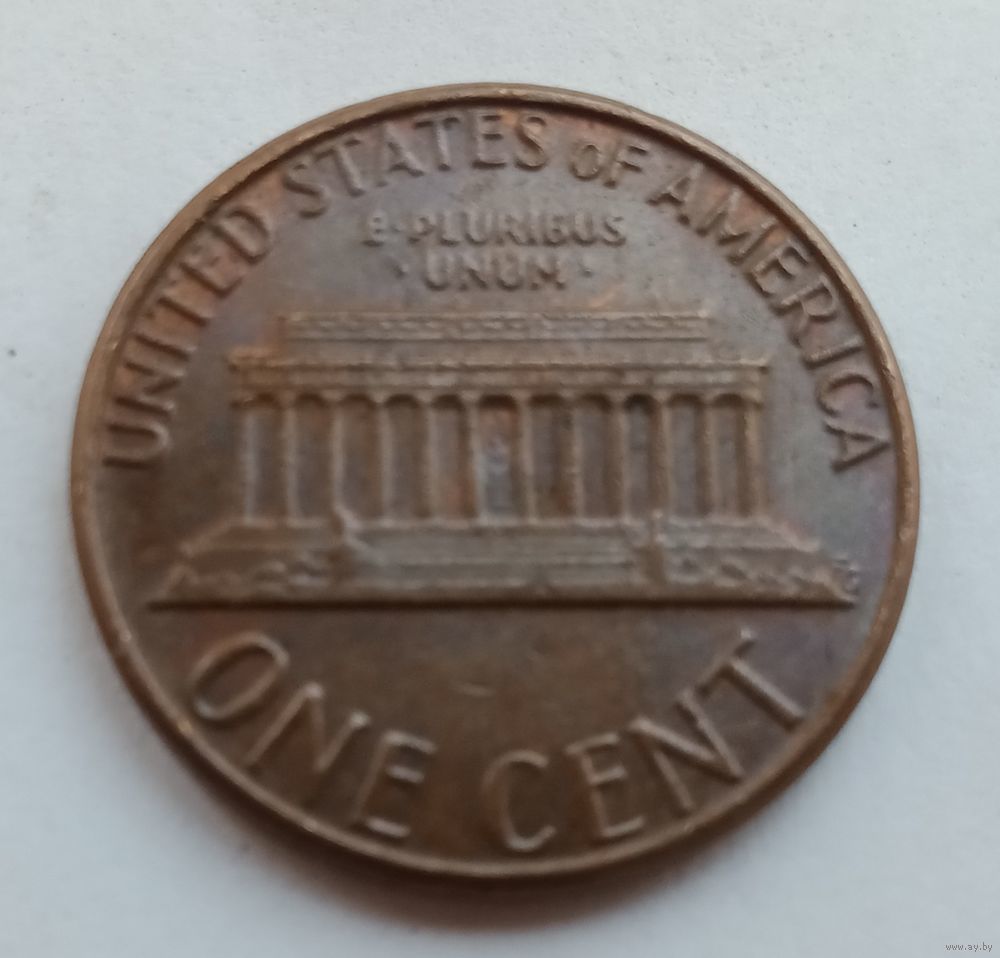 UNITED STATES OF AMERICA
E·PLURIBUS
·UNUM·
ONE CENT
www.ay.by